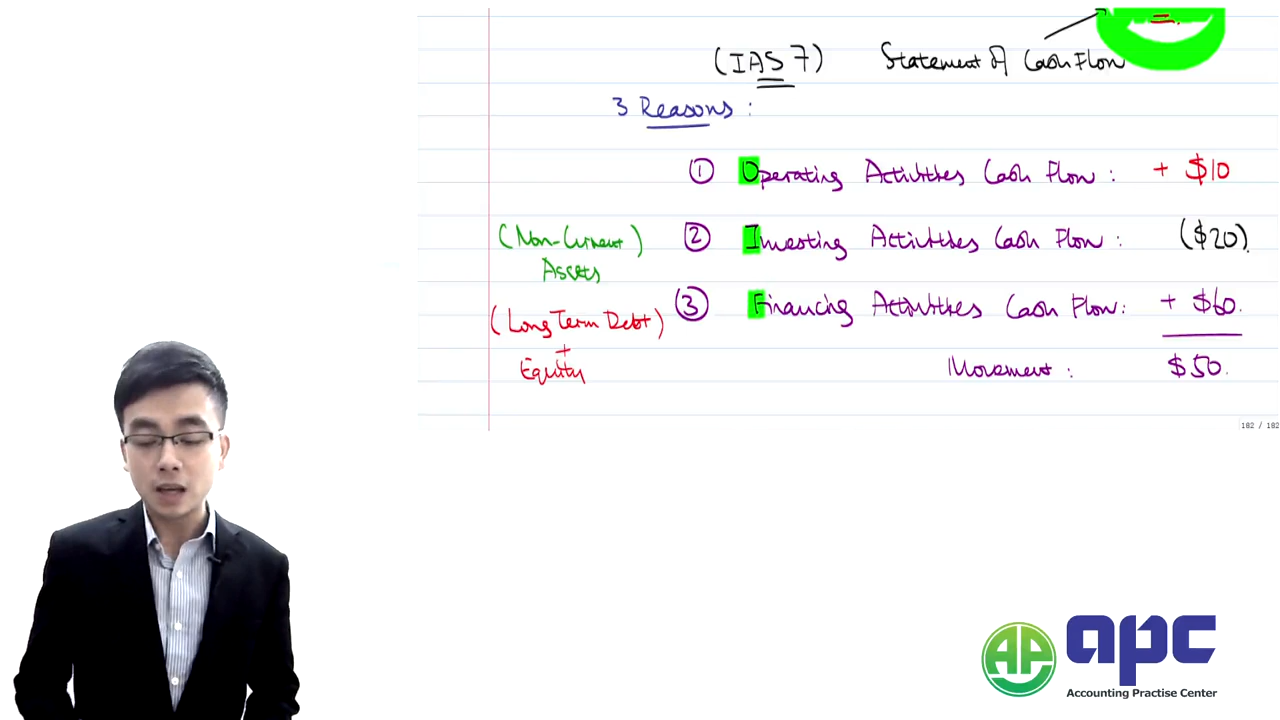 (IAS 7) Statement of Cash Flow
3 Reasons :
① Operating Activities Cash Flow : + $10
(Non-Current) ② Investing Activities Cash Flow : ($20).
Assets
③ Financing Activities Cash Flow : + $60.
(Long Term Debt)
+
Equity
Movement : $50.
182 / 182
AP
apc
Accounting Practise Center